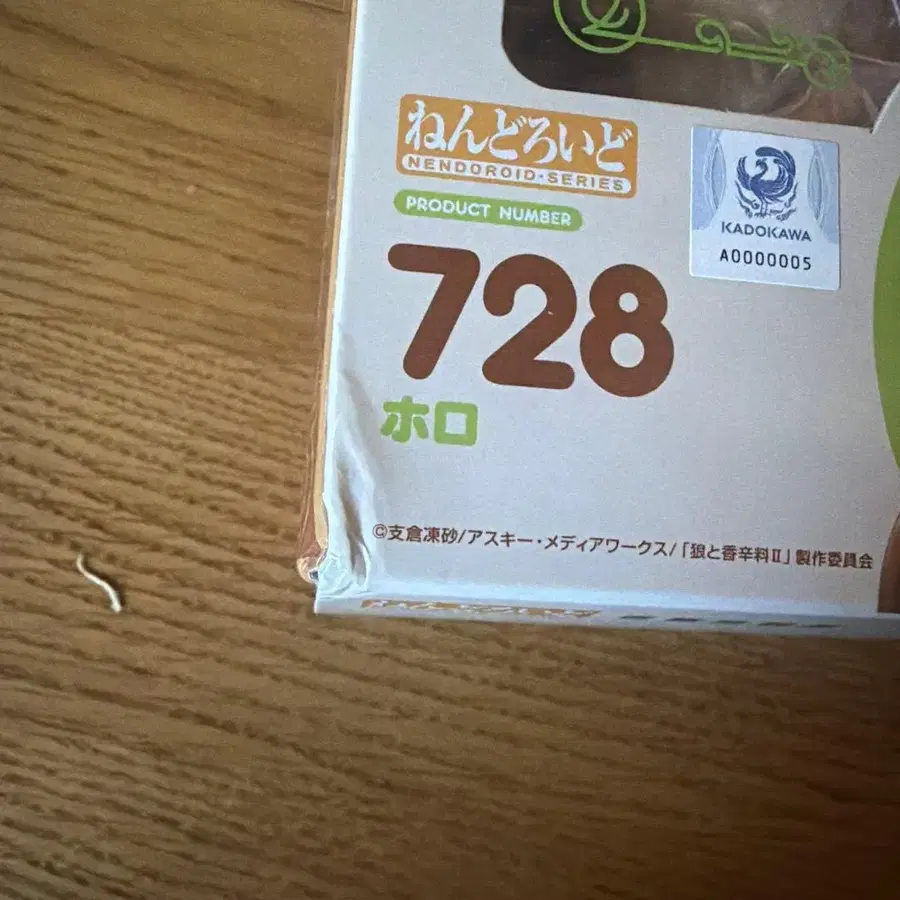 ねんどろいど
NENDOROID・SERIES
PRODUCT NUMBER
728
ホロ
KADOKAWA
A0000005
©支倉凍砂/アスキー・メディアワークス/「狼と香辛料II」製作委員会